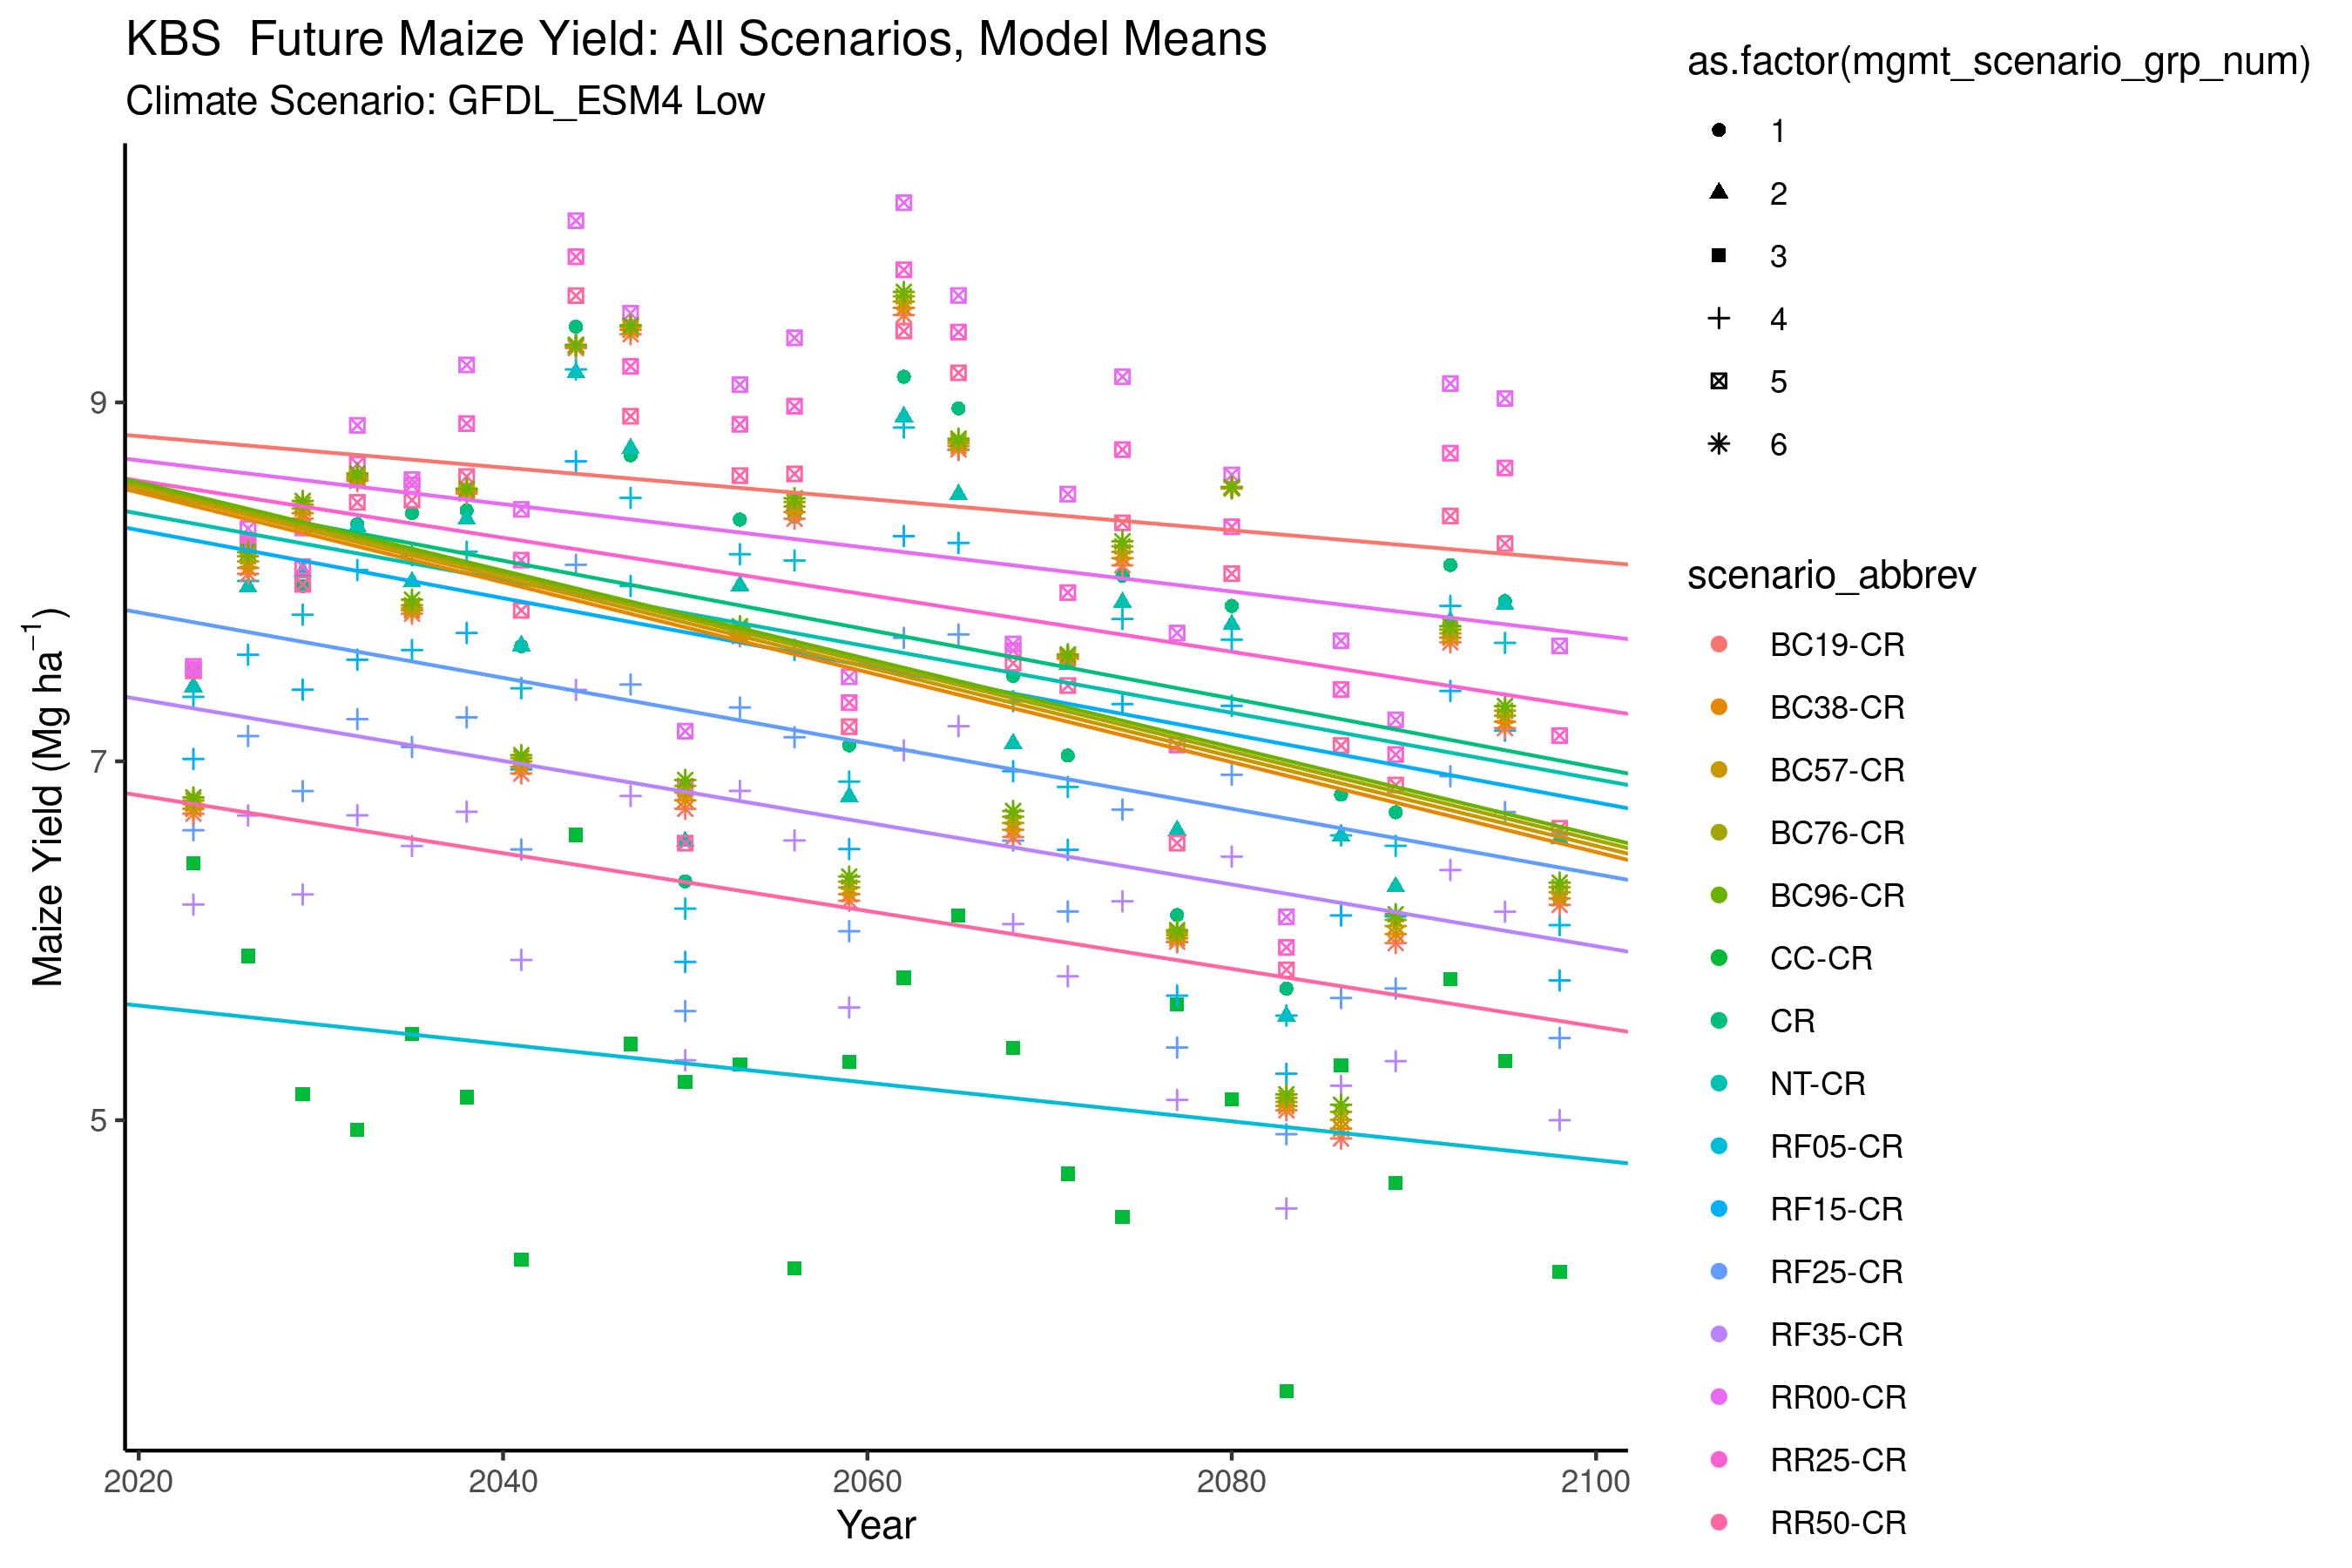 KBS  Future Maize Yield: All Scenarios, Model Means
Climate Scenario: GFDL_ESM4 Low
Maize Yield (Mg ha⁻¹)
9
7
5
2020
2040
2060
2080
2100
Year
as.factor(mgmt_scenario_grp_num)
1
2
3
4
5
6
scenario_abbrev
BC19-CR
BC38-CR
BC57-CR
BC76-CR
BC96-CR
CC-CR
CR
NT-CR
RF05-CR
RF15-CR
RF25-CR
RF35-CR
RR00-CR
RR25-CR
RR50-CR